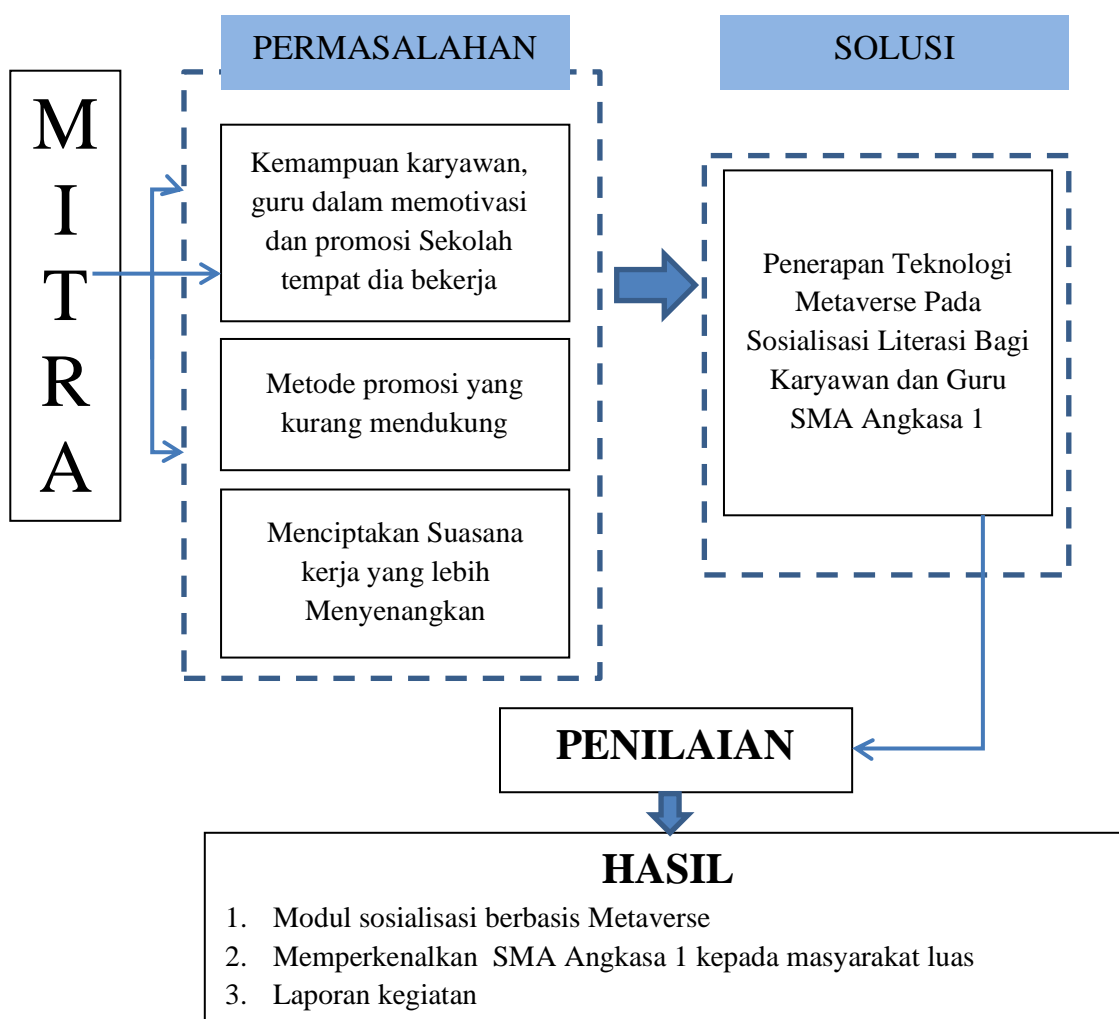 MITRA
PERMASALAHAN
Kemampuan karyawan,
guru dalam memotivasi
dan promosi Sekolah
tempat dia bekerja
Metode promosi yang
kurang mendukung
Menciptakan Suasana
kerja yang lebih
Menyenangkan
SOLUSI
Penerapan Teknologi
Metaverse Pada
Sosialisasi Literasi Bagi
Karyawan dan Guru
SMA Angkasa 1
PENILAIAN
HASIL
1. Modul sosialisasi berbasis Metaverse
2. Memperkenalkan SMA Angkasa 1 kepada masyarakat luas
3. Laporan kegiatan